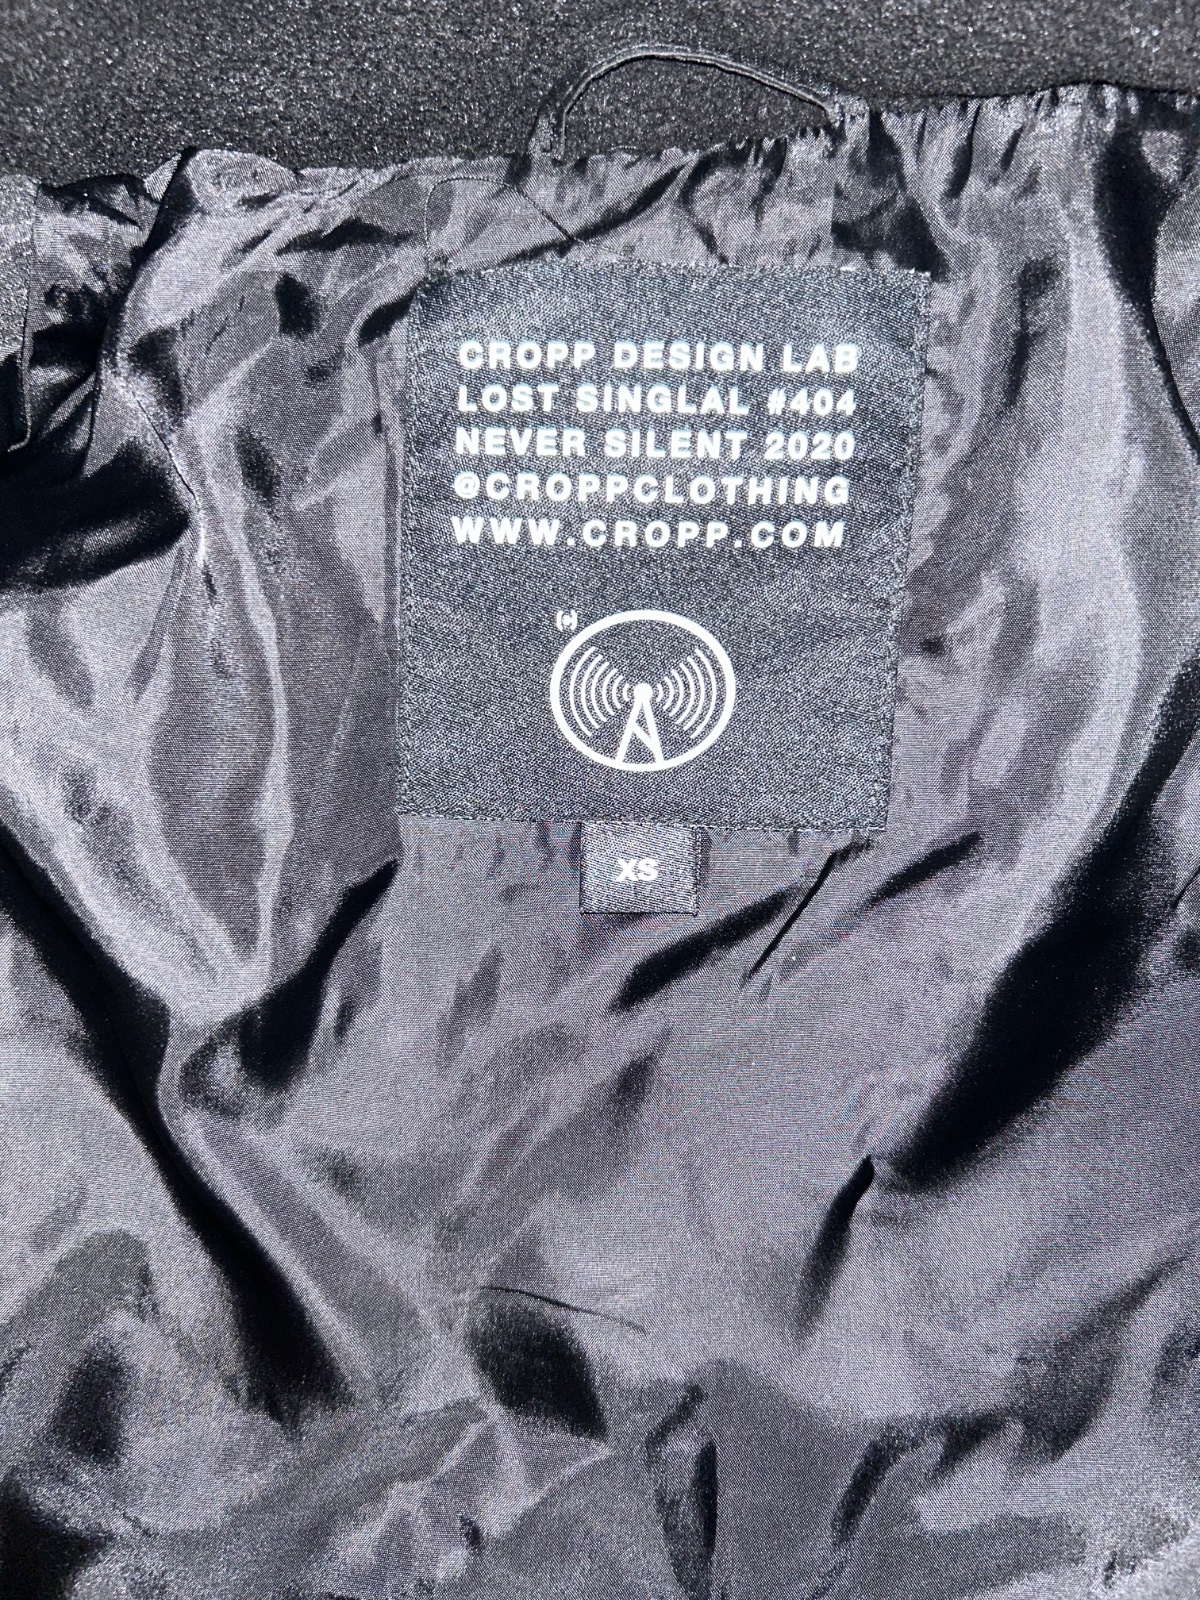 CROPP DESIGN LAB
LOST SINGLAL #404
NEVER SILENT 2020
@CROPPCLOTHING
WWW.CROPP.COM
(c)
XS